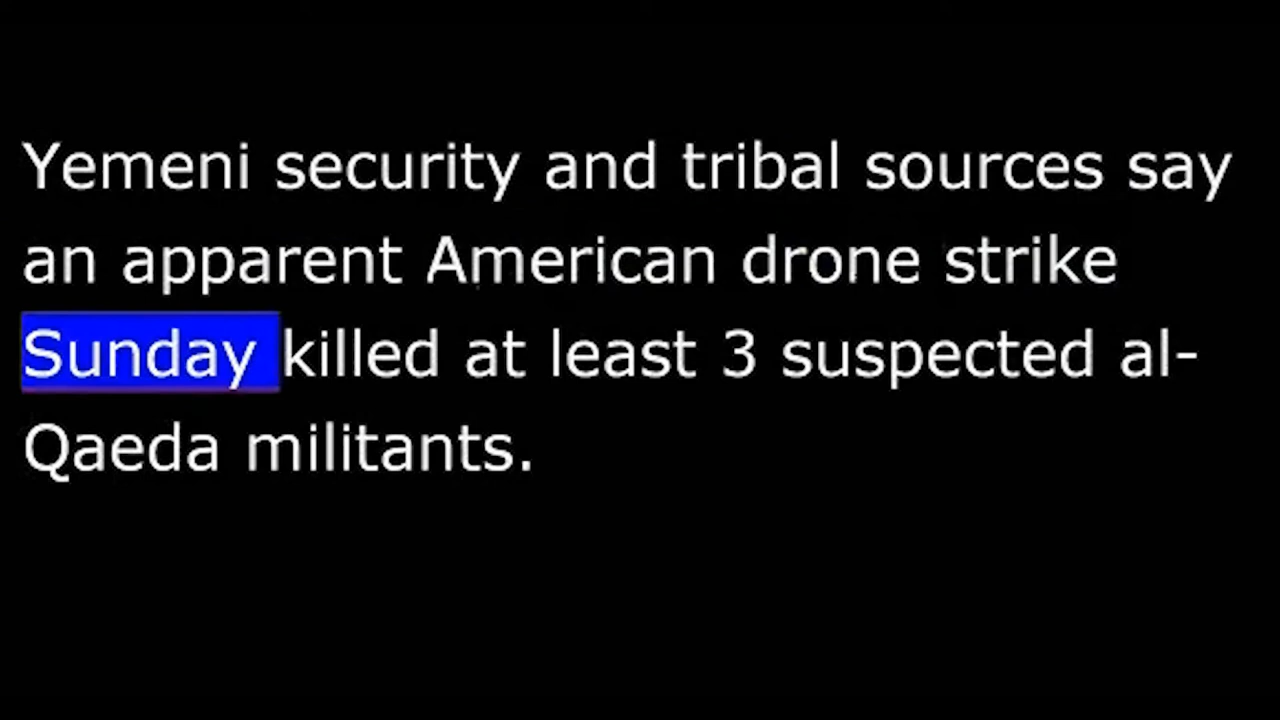 Yemeni security and tribal sources say
an apparent American drone strike
Sunday killed at least 3 suspected al-
Qaeda militants.